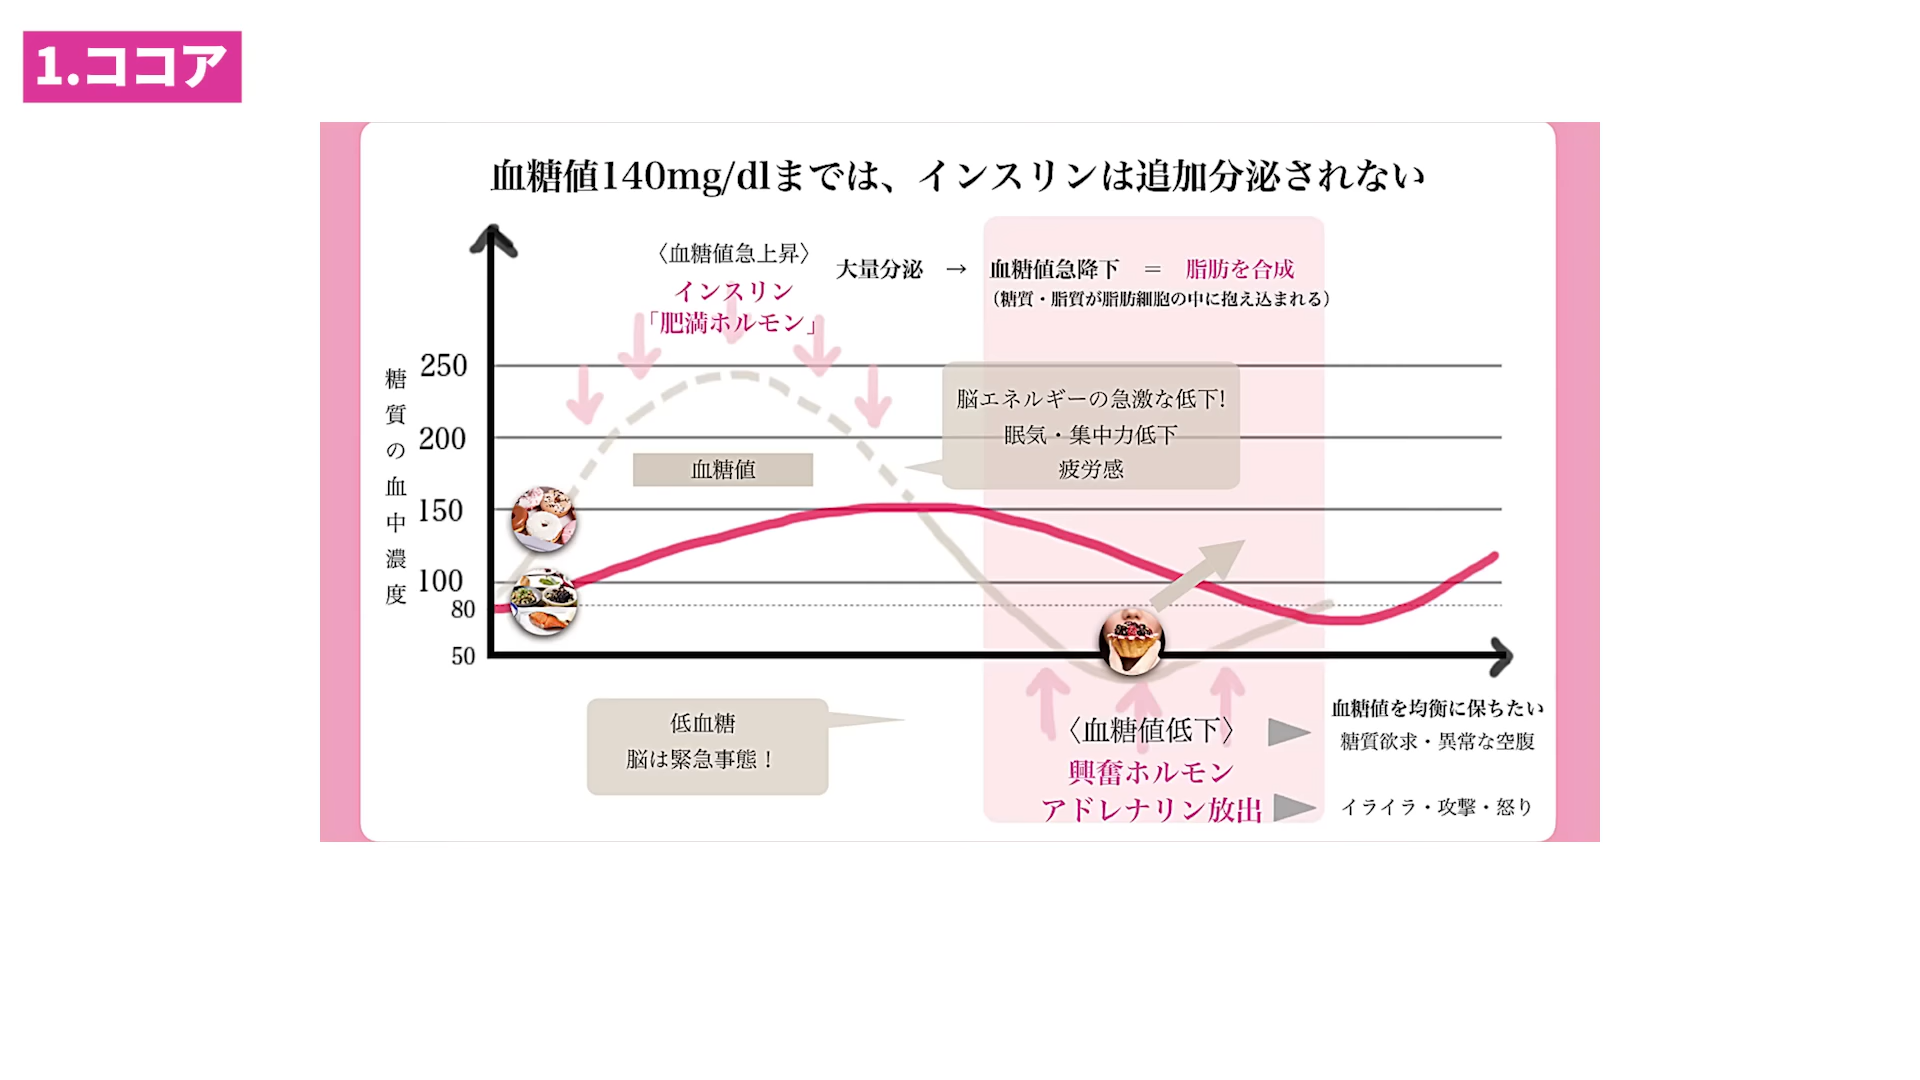 1.ココア
血糖値140mg/dlまでは、インスリンは追加分泌されない
〈血糖値急上昇〉
インスリン
「肥満ホルモン」
大量分泌 → 血糖値急降下 = 脂肪を合成
（糖質・脂質が脂肪細胞の中に抱え込まれる）
糖質の血中濃度
250
200
150
100
80
50
血糖値
脳エネルギーの急激な低下!
眠気・集中力低下
疲労感
低血糖
脳は緊急事態！
〈血糖値低下〉
興奮ホルモン
アドレナリン放出
血糖値を均衡に保ちたい
糖質欲求・異常な空腹
イライラ・攻撃・怒り